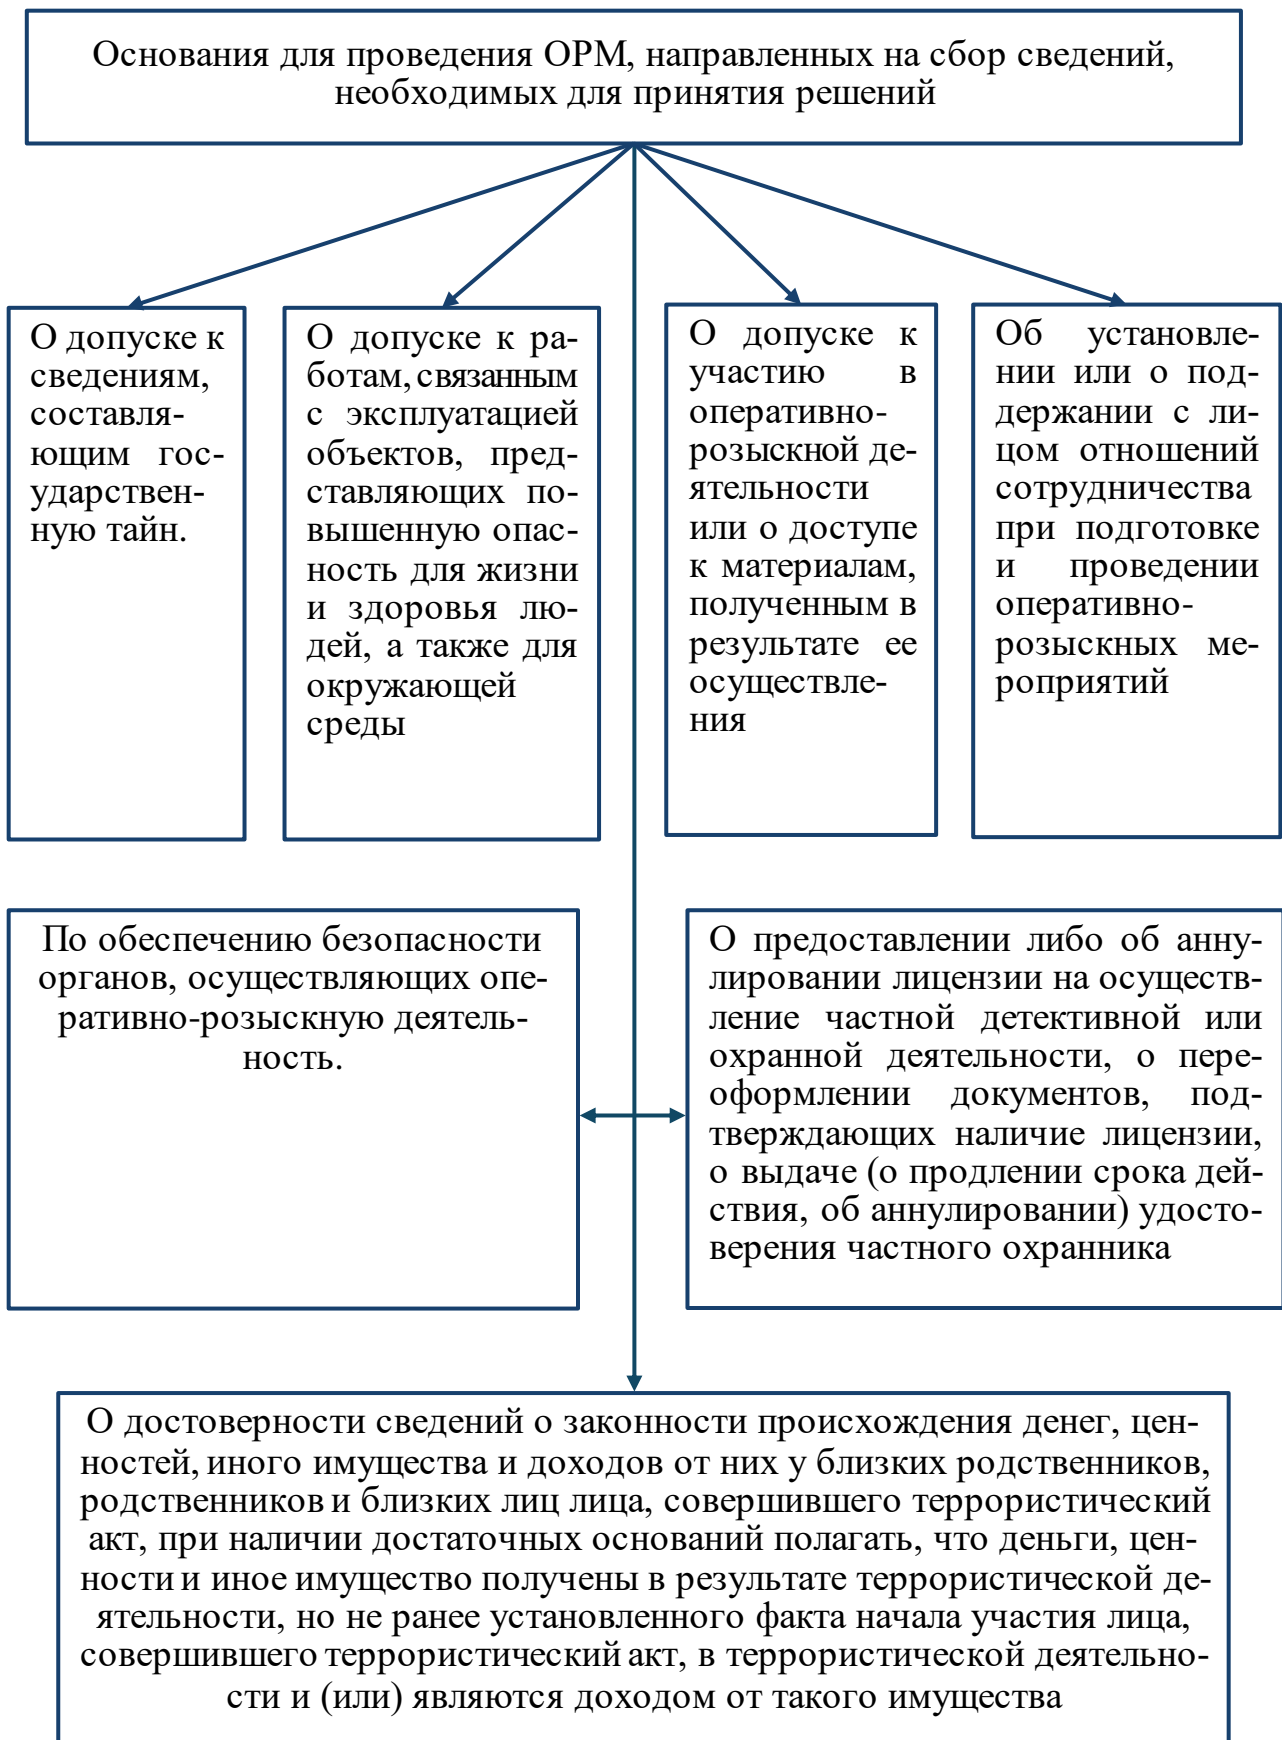 Основания для проведения ОРМ, направленных на сбор сведений,
необходимых для принятия решений
О допуске к
сведениям,
составля-
ющим гос-
ударствен-
ную тайн.
О допуске к ра-
ботам, связанным
с эксплуатацией
объектов, пред-
ставляющих по-
вышенную опас-
ность для жизни
и здоровья лю-
дей, а также для
окружающей
среды
О допуске к
участию в
оперативно-
розыскной де-
ятельности
или о доступе
к материалам,
полученным в
результате ее
осуществле-
ния
Об установле-
нии или о под-
держании с ли-
цом отношений
сотрудничества
при подготовке
и проведении
оперативно-
розыскных ме-
роприятий
По обеспечению безопасности
органов, осуществляющих опе-
ративно-розыскную деятель-
ность.
О предоставлении либо об анну-
лировании лицензии на осуществ-
ление частной детективной или
охранной деятельности, о пере-
оформлении документов, под-
тверждающих наличие лицензии,
о выдаче (о продлении срока дей-
ствия, об аннулировании) удосто-
верения частного охранника
О достоверности сведений о законности происхождения денег, цен-
ностей, иного имущества и доходов от них у близких родственников,
родственников и близких лиц лица, совершившего террористический
акт, при наличии достаточных оснований полагать, что деньги, цен-
ности и иное имущество получены в результате террористической де-
ятельности, но не ранее установленного факта начала участия лица,
совершившего террористический акт, в террористической деятельно-
сти и (или) являются доходом от такого имущества